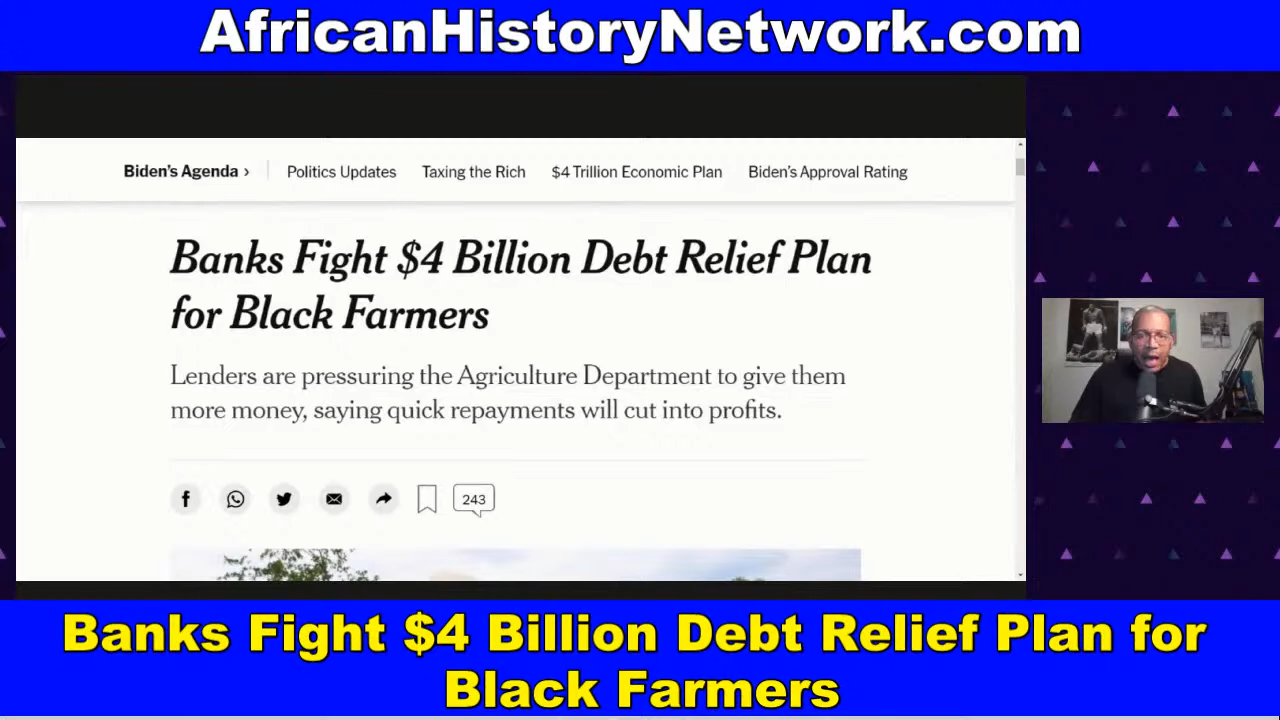 AfricanHistoryNetwork.com
Biden's Agenda ›
Politics Updates
Taxing the Rich
$4 Trillion Economic Plan
Biden's Approval Rating
Banks Fight $4 Billion Debt Relief Plan
for Black Farmers
Lenders are pressuring the Agriculture Department to give them
more money, saying quick repayments will cut into profits.
243
Banks Fight $4 Billion Debt Relief Plan for
Black Farmers